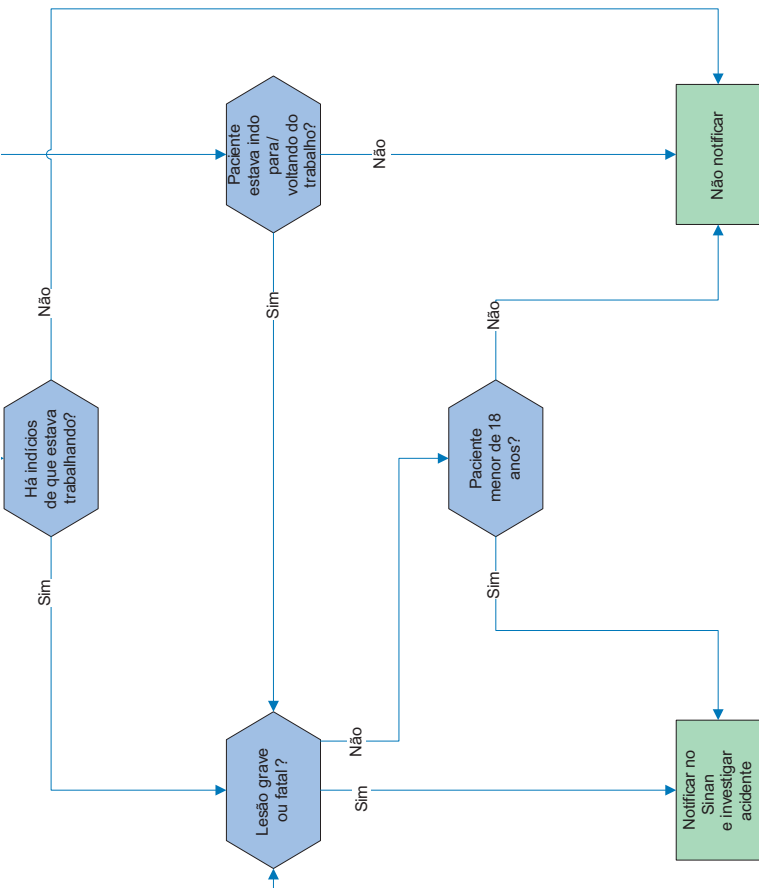 Há indícios
de que estava
trabalhando?
Sim
Não
Lesão grave
ou fatal?
Sim
Não
Paciente
estava indo
para/
voltando do
trabalho?
Sim
Não
Paciente
menor de 18
anos?
Sim
Não
Notificar no
Sinan
e investigar
acidente
Não notificar